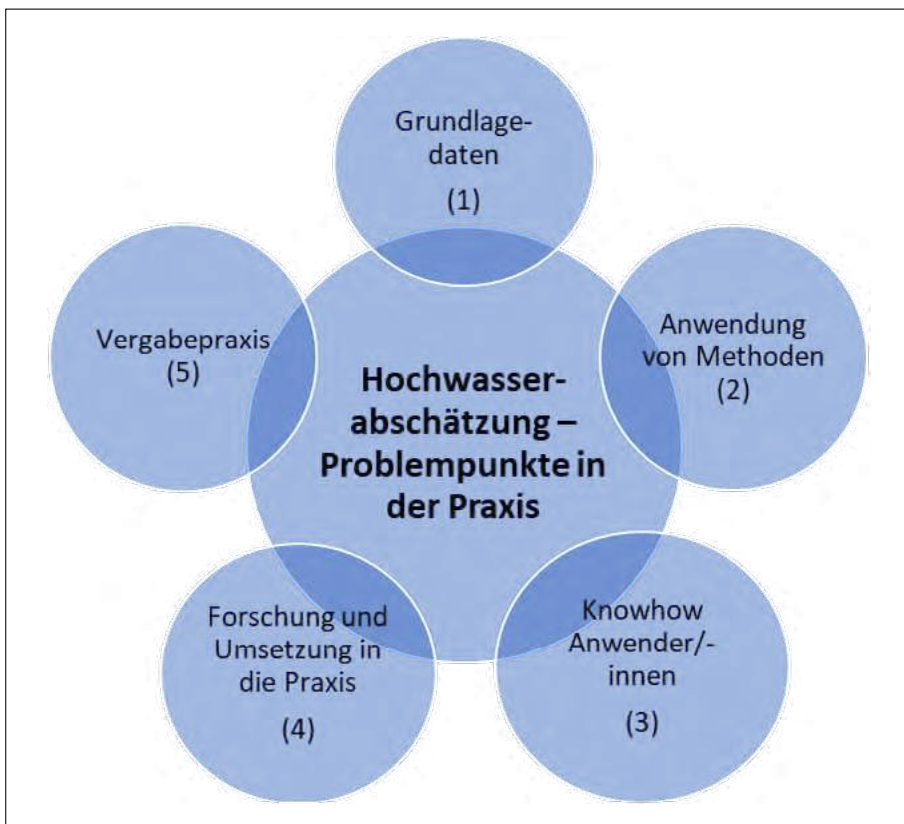 Grundlage-
daten
(1)
Anwendung
von Methoden
(2)
Knowhow
Anwender/-
innen
(3)
Forschung und
Umsetzung in
die Praxis
(4)
Vergabepraxis
(5)
Hochwasser-
abschätzung –
Problempunkte in
der Praxis